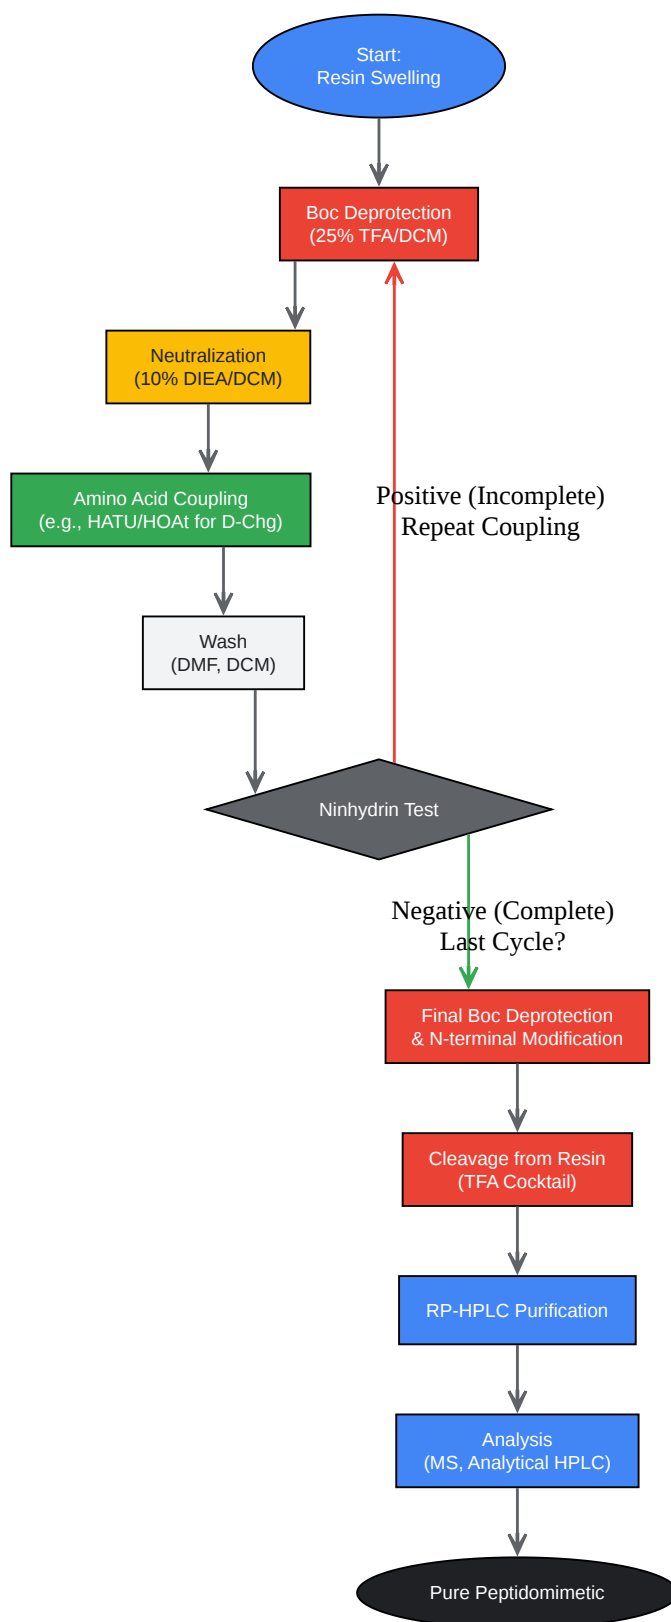 Start:
Resin Swelling
Boc Deprotection
(25% TFA/DCM)
Neutralization
(10% DIEA/DCM)
Amino Acid Coupling
(e.g., HATU/HOAt for D-Chg)
Positive (Incomplete)
Repeat Coupling
Wash
(DMF, DCM)
Ninhydrin Test
Negative (Complete)
Last Cycle?
Final Boc Deprotection
& N-terminal Modification
Cleavage from Resin
(TFA Cocktail)
RP-HPLC Purification
Analysis
(MS, Analytical HPLC)
Pure Peptidomimetic